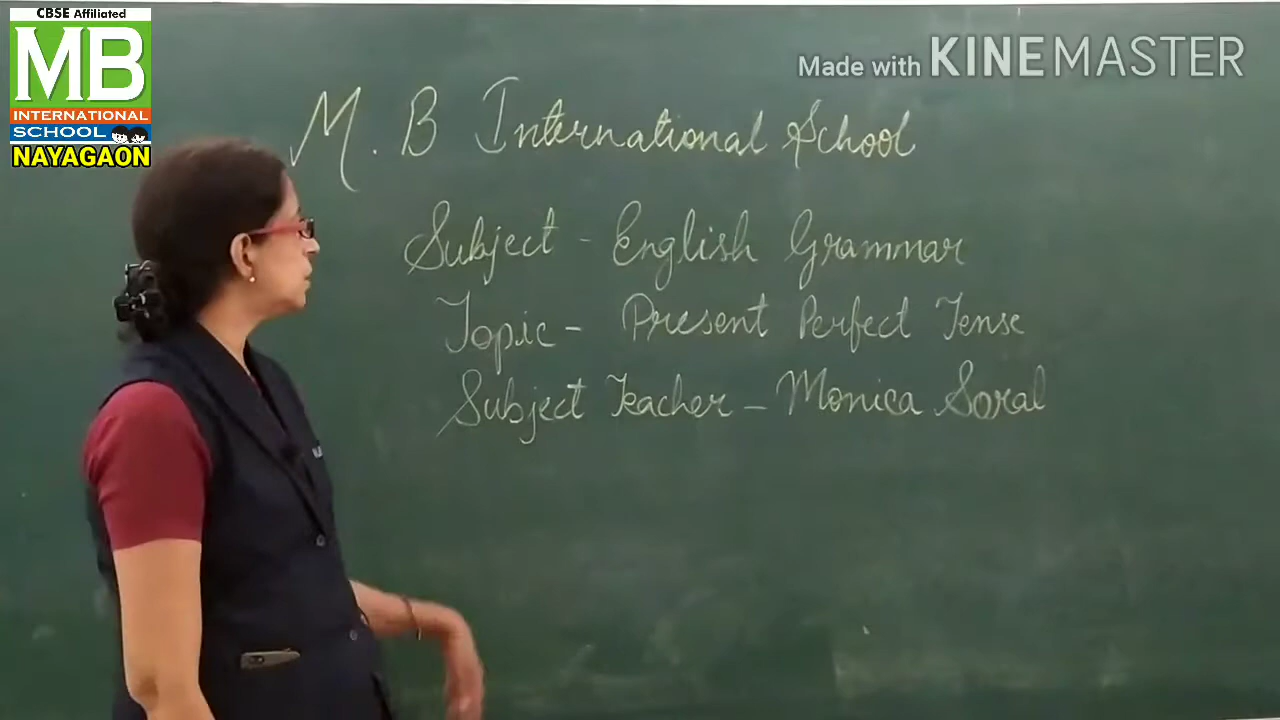 CBSE Affiliated
MB
INTERNATIONAL
SCHOOL
NAYAGAON
Made with KINEMASTER
M. B International School
Subject - English Grammar
Topic - Present Perfect Tense
Subject Teacher - Monica Soral